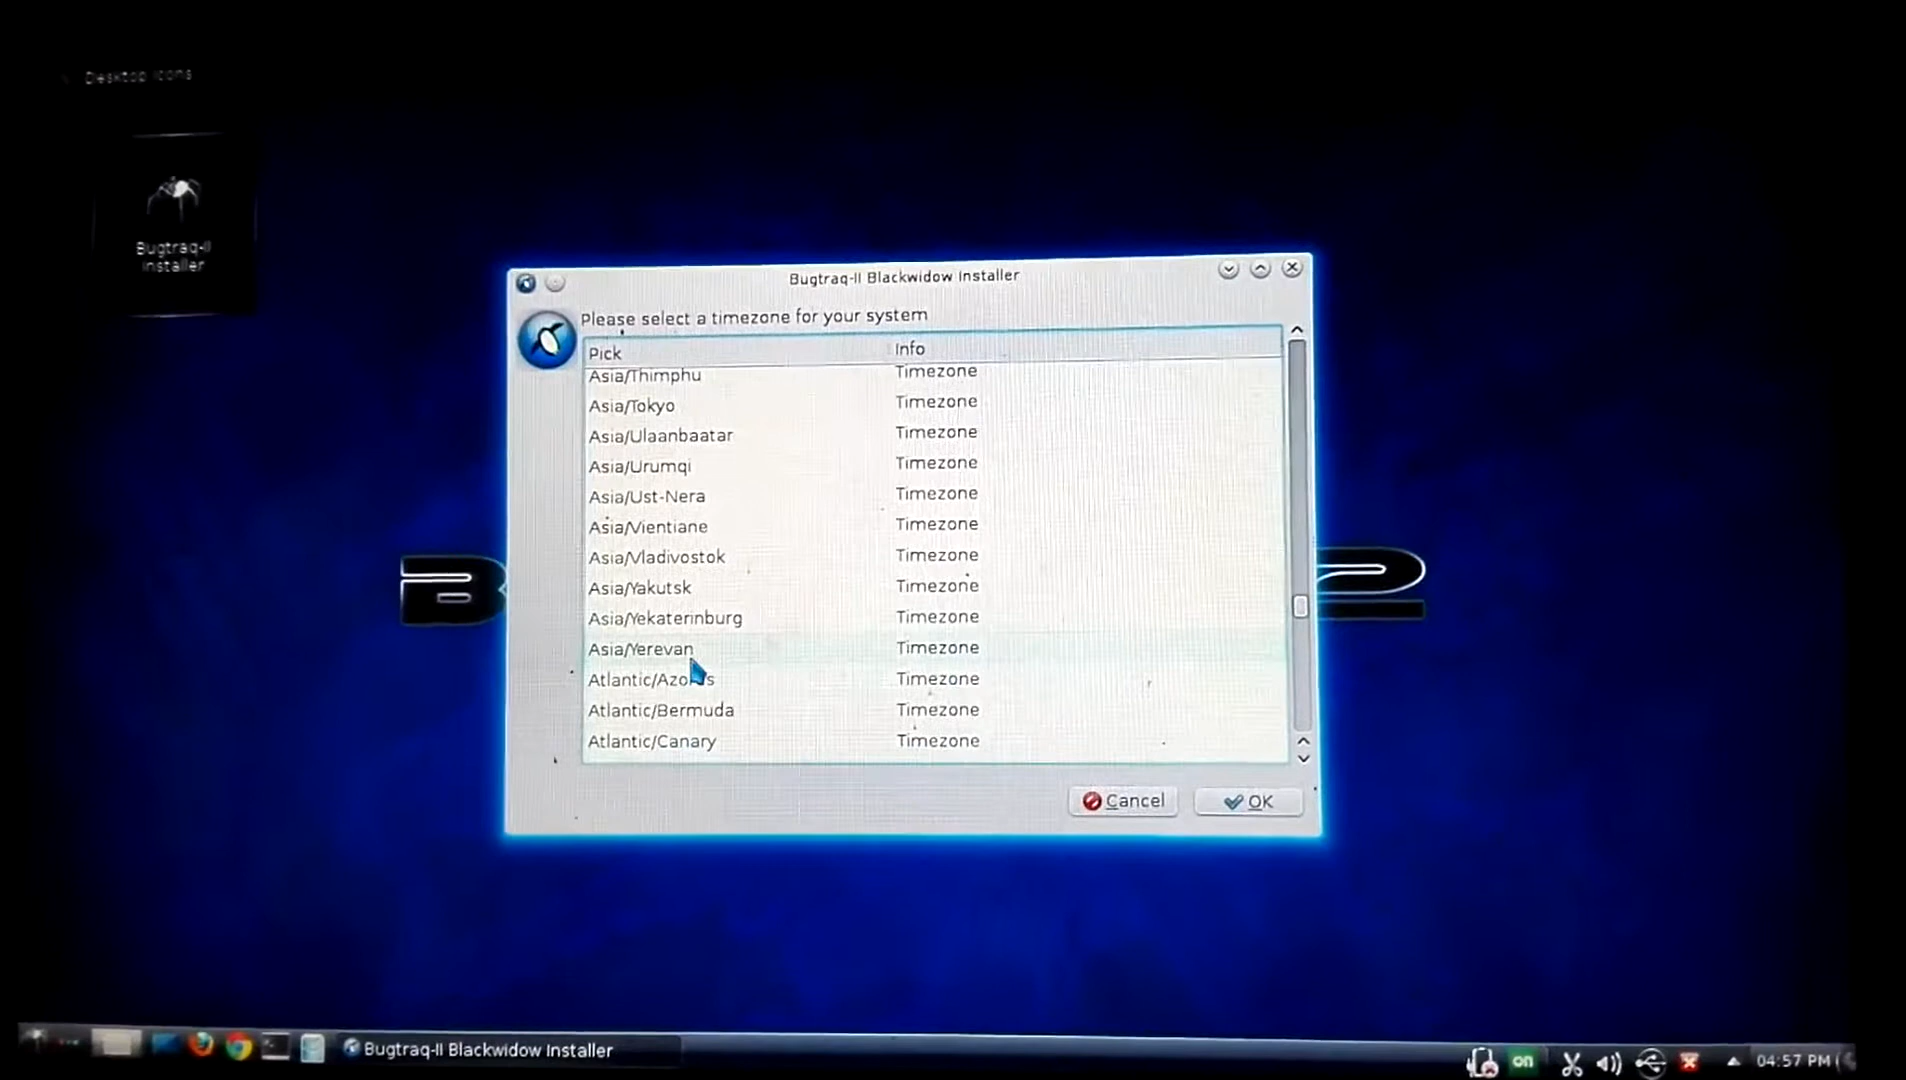 Desktop Icons
Bugtraq-II
Installer
Bugtraq-II Blackwidow Installer
Please select a timezone for your system
Pick Info
Asia/Thimphu Timezone
Asia/Tokyo Timezone
Asia/Ulaanbaatar Timezone
Asia/Urumqi Timezone
Asia/Ust-Nera Timezone
Asia/Vientiane Timezone
Asia/Vladivostok Timezone
Asia/Yakutsk Timezone
Asia/Yekaterinburg Timezone
Asia/Yerevan Timezone
Atlantic/Azores Timezone
Atlantic/Bermuda Timezone
Atlantic/Canary Timezone
Cancel OK
Bugtraq-II Blackwidow Installer
on
04:57 PM